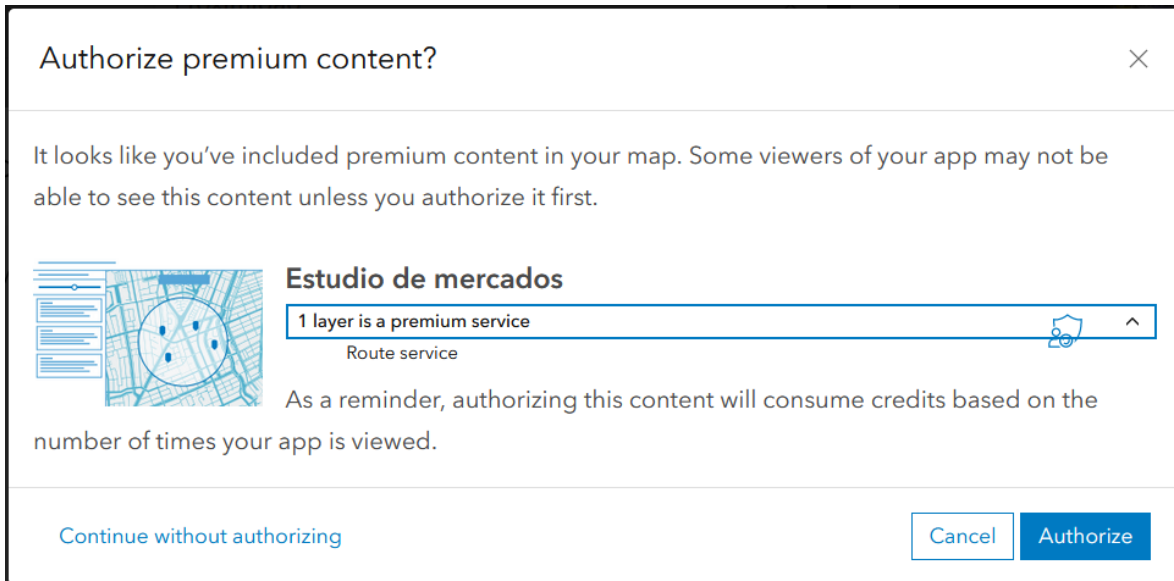 Authorize premium content?
It looks like you've included premium content in your map. Some viewers of your app may not be
able to see this content unless you authorize it first.
Estudio de mercados
1 layer is a premium service
Route service
As a reminder, authorizing this content will consume credits based on the
number of times your app is viewed.
Continue without authorizing
Cancel
Authorize